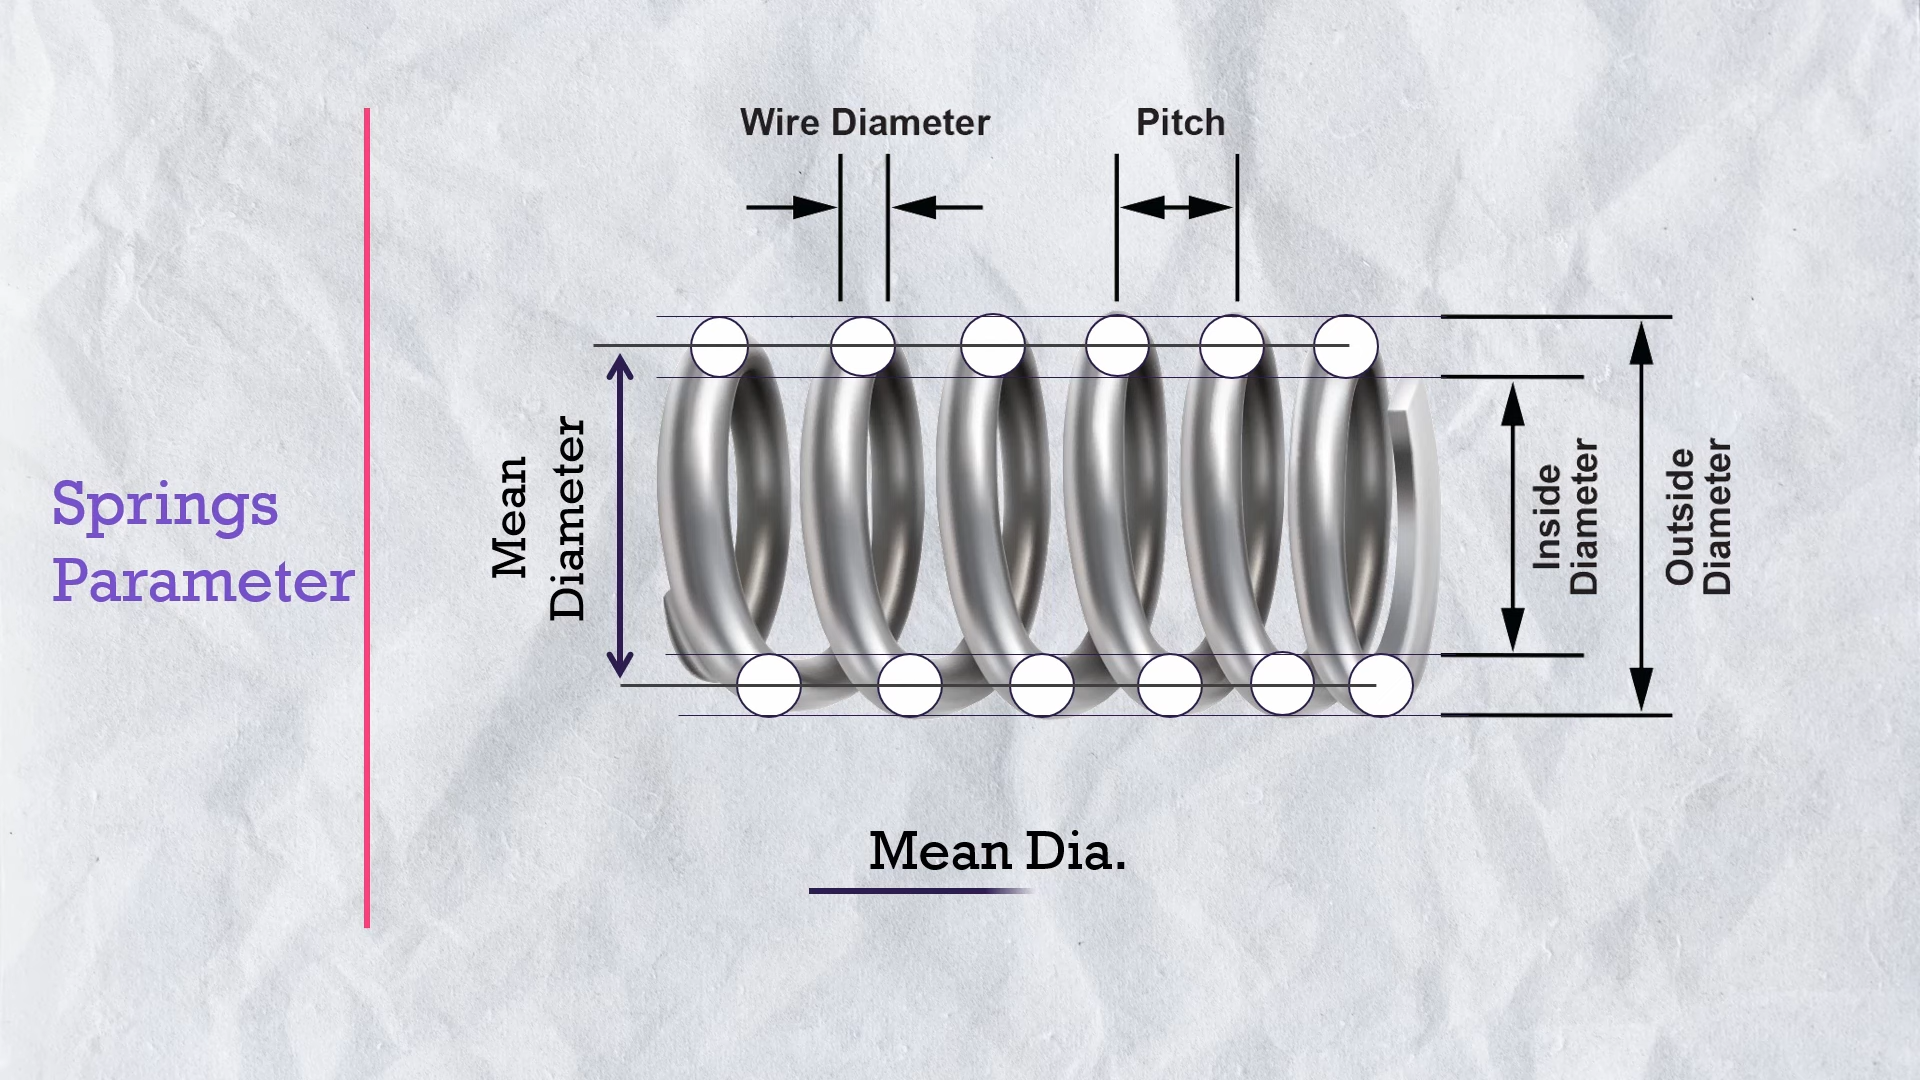 Springs
Parameter
Wire Diameter
Pitch
Mean
Diameter
Inside
Diameter
Outside
Diameter
Mean Dia.